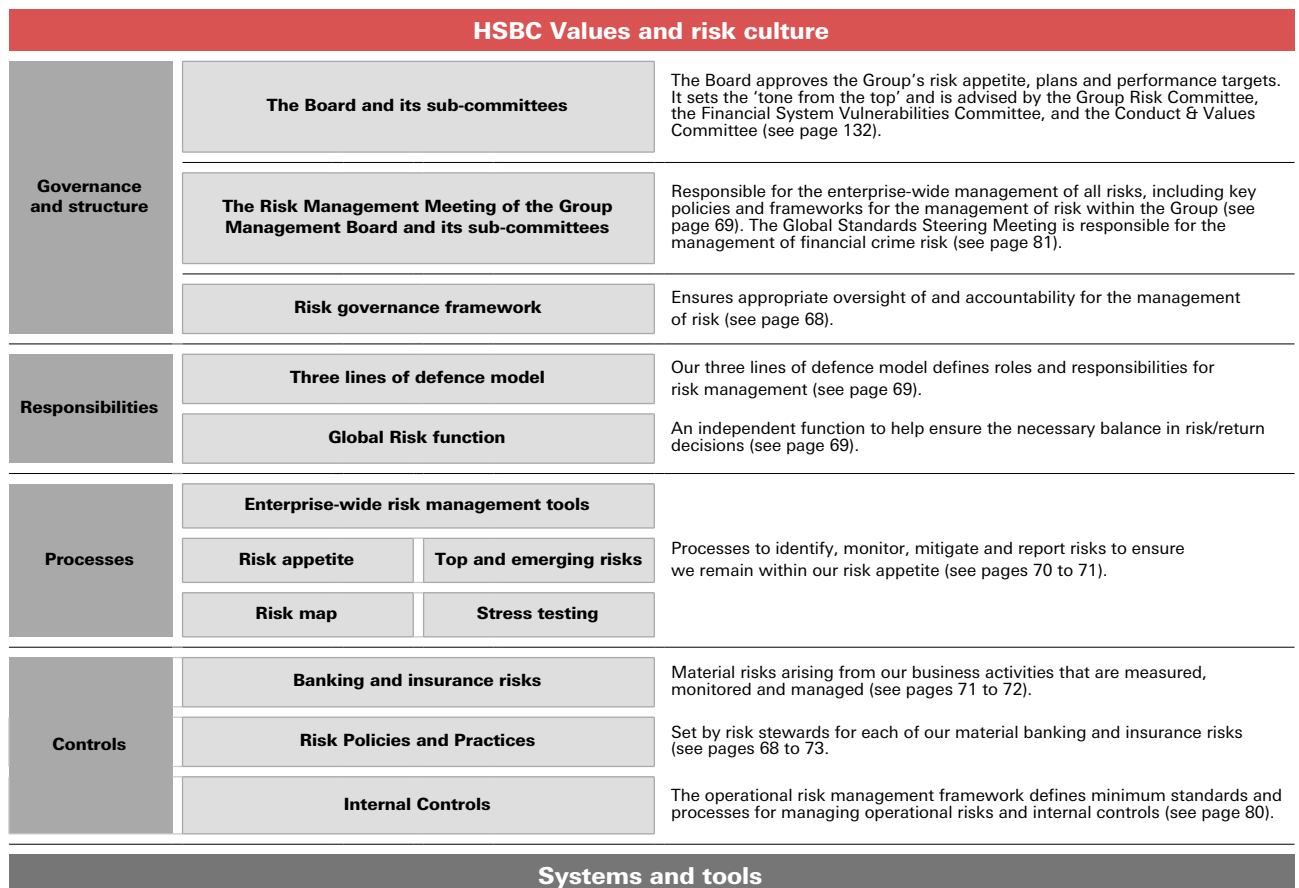 HSBC Values and risk culture
Governance
and structure
The Board and its sub-committees
The Board approves the Group's risk appetite, plans and performance targets.
It sets the 'tone from the top' and is advised by the Group Risk Committee,
the Financial System Vulnerabilities Committee, and the Conduct & Values
Committee (see page 132).
The Risk Management Meeting of the Group
Management Board and its sub-committees
Responsible for the enterprise-wide management of all risks, including key
policies and frameworks for the management of risk within the Group (see
page 69). The Global Standards Steering Meeting is responsible for the
management of financial crime risk (see page 81).
Risk governance framework
Ensures appropriate oversight of and accountability for the management
of risk (see page 68).
Responsibilities
Three lines of defence model
Our three lines of defence model defines roles and responsibilities for
risk management (see page 69).
Global Risk function
An independent function to help ensure the necessary balance in risk/return
decisions (see page 69).
Processes
Enterprise-wide risk management tools
Risk appetite
Top and emerging risks
Risk map
Stress testing
Processes to identify, monitor, mitigate and report risks to ensure
we remain within our risk appetite (see pages 70 to 71).
Controls
Banking and insurance risks
Material risks arising from our business activities that are measured,
monitored and managed (see pages 71 to 72).
Risk Policies and Practices
Set by risk stewards for each of our material banking and insurance risks
(see pages 68 to 73.
Internal Controls
The operational risk management framework defines minimum standards and
processes for managing operational risks and internal controls (see page 80).
Systems and tools